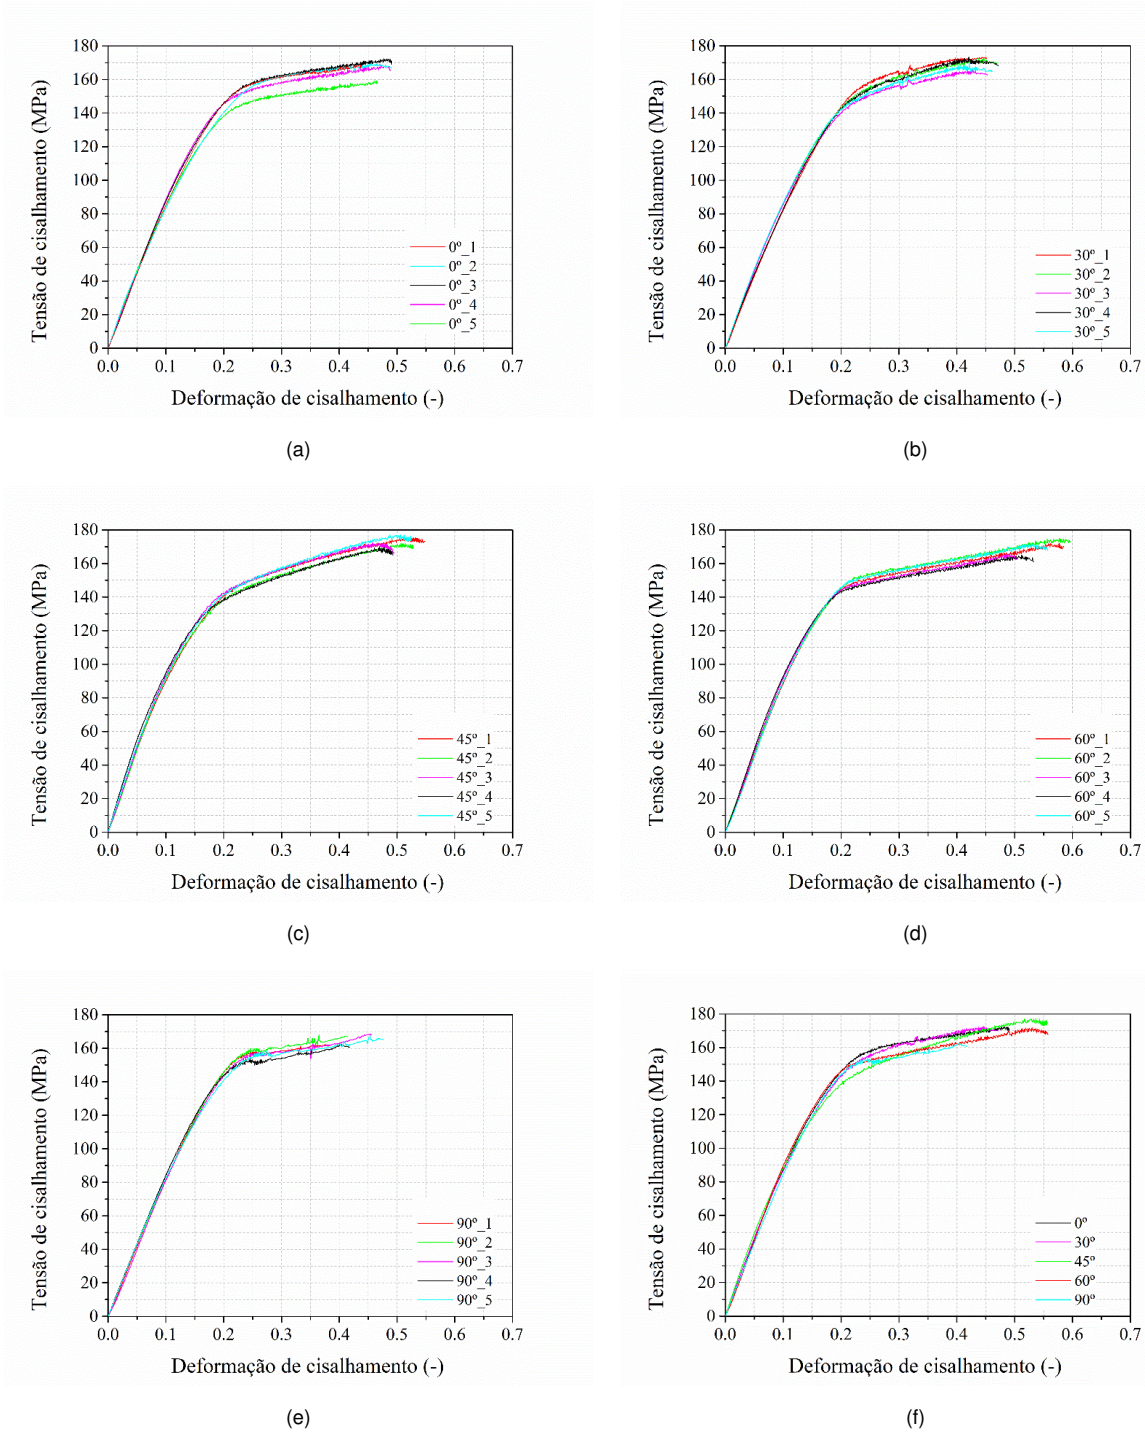 180
160
140
120
100
80
60
40
20
0
Tensão de cisalhamento (MPa)
0º_1
0º_2
0º_3
0º_4
0º_5
0.0 0.1 0.2 0.3 0.4 0.5 0.6 0.7
Deformação de cisalhamento (-)
(a)
180
160
140
120
100
80
60
40
20
0
Tensão de cisalhamento (MPa)
30º_1
30º_2
30º_3
30º_4
30º_5
0.0 0.1 0.2 0.3 0.4 0.5 0.6 0.7
Deformação de cisalhamento (-)
(b)
180
160
140
120
100
80
60
40
20
0
Tensão de cisalhamento (MPa)
45º_1
45º_2
45º_3
45º_4
45º_5
0.0 0.1 0.2 0.3 0.4 0.5 0.6 0.7
Deformação de cisalhamento (-)
(c)
180
160
140
120
100
80
60
40
20
0
Tensão de cisalhamento (MPa)
60º_1
60º_2
60º_3
60º_4
60º_5
0.0 0.1 0.2 0.3 0.4 0.5 0.6 0.7
Deformação de cisalhamento (-)
(d)
180
160
140
120
100
80
60
40
20
0
Tensão de cisalhamento (MPa)
90º_1
90º_2
90º_3
90º_4
90º_5
0.0 0.1 0.2 0.3 0.4 0.5 0.6 0.7
Deformação de cisalhamento (-)
(e)
180
160
140
120
100
80
60
40
20
0
Tensão de cisalhamento (MPa)
0º
30º
45º
60º
90º
0.0 0.1 0.2 0.3 0.4 0.5 0.6 0.7
Deformação de cisalhamento (-)
(f)